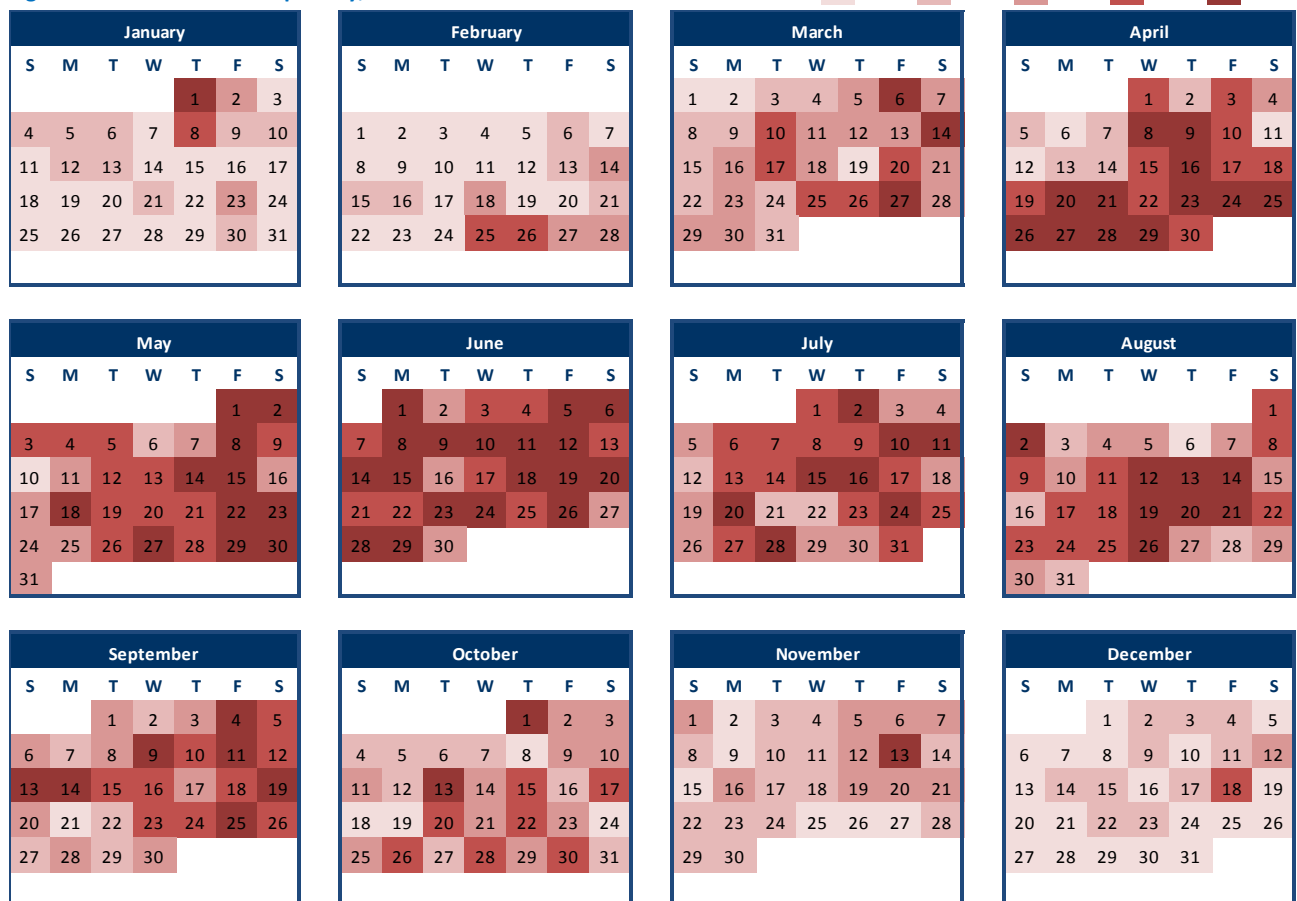 January February March April
S M T W T F S S M T W T F S S M T W T F S S M T W T F S
1 2 3 1 2 3 4 5 6 7 1 2 3 4
4 5 6 7 8 9 10 1 2 3 4 5 6 7 8 9 10 11 12 13 14 5 6 7 8 9 10 11
11 12 13 14 15 16 17 8 9 10 11 12 13 14 15 16 17 18 19 20 21 12 13 14 15 16 17 18
18 19 20 21 22 23 24 15 16 17 18 19 20 21 22 23 24 25 26 27 28 19 20 21 22 23 24 25
25 26 27 28 29 30 31 22 23 24 25 26 27 28 29 30 31 26 27 28 29 30
May June July August
S M T W T F S S M T W T F S S M T W T F S S M T W T F S
1 2 1 2 3 4 5 6 1 2 3 4 1
3 4 5 6 7 8 9 7 8 9 10 11 12 13 5 6 7 8 9 10 11 2 3 4 5 6 7 8
10 11 12 13 14 15 16 14 15 16 17 18 19 20 12 13 14 15 16 17 18 9 10 11 12 13 14 15
17 18 19 20 21 22 23 21 22 23 24 25 26 27 19 20 21 22 23 24 25 16 17 18 19 20 21 22
24 25 26 27 28 29 30 28 29 30 26 27 28 29 30 31 23 24 25 26 27 28 29
31 30 31
September October November December
S M T W T F S S M T W T F S S M T W T F S S M T W T F S
1 2 3 4 5 1 2 3 1 2 3 4 5 6 7 1 2 3 4 5
6 7 8 9 10 11 12 4 5 6 7 8 9 10 8 9 10 11 12 13 14 6 7 8 9 10 11 12
13 14 15 16 17 18 19 11 12 13 14 15 16 17 15 16 17 18 19 20 21 13 14 15 16 17 18 19
20 21 22 23 24 25 26 18 19 20 21 22 23 24 22 23 24 25 26 27 28 20 21 22 23 24 25 26
27 28 29 30 25 26 27 28 29 30 31 29 30 27 28 29 30 31